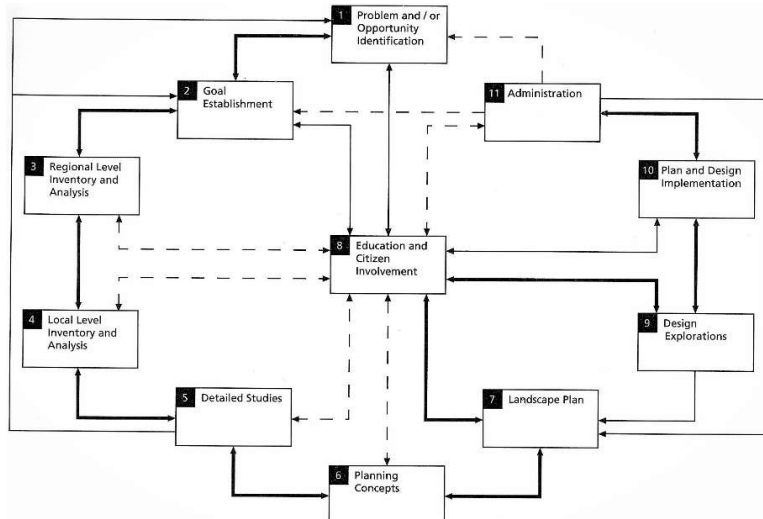 1 Problem and / or
Opportunity
Identification
2 Goal
Establishment
11 Administration
3 Regional Level
Inventory and
Analysis
10 Plan and Design
Implementation
8 Education and
Citizen
Involvement
4 Local Level
Inventory and
Analysis
9 Design
Explorations
5 Detailed Studies
7 Landscape Plan
6 Planning
Concepts